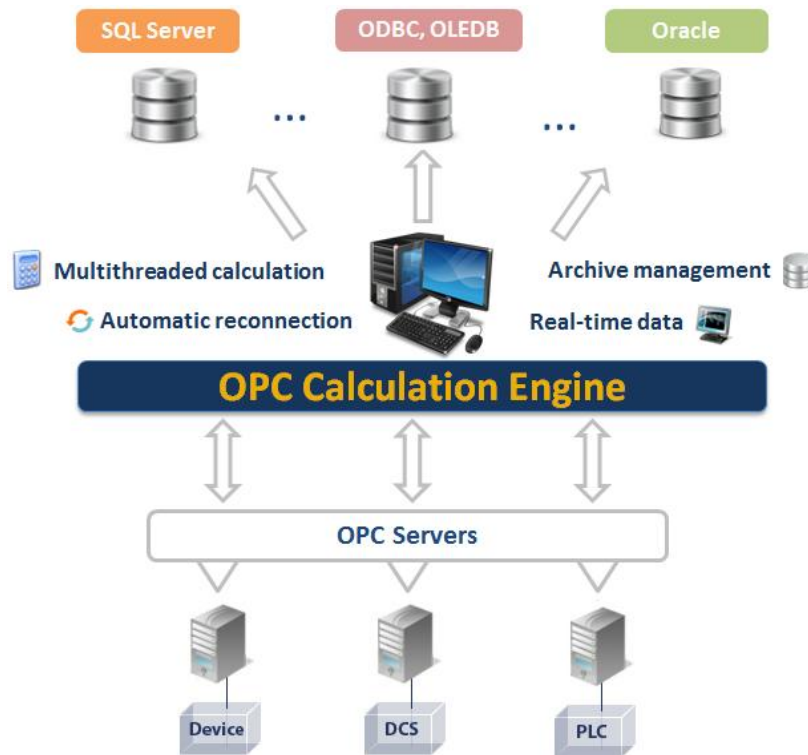 SQL Server
ODBC, OLEDB
Oracle
...
...
Multithreaded calculation
Archive management
Automatic reconnection
Real-time data
OPC Calculation Engine
OPC Servers
Device
DCS
PLC